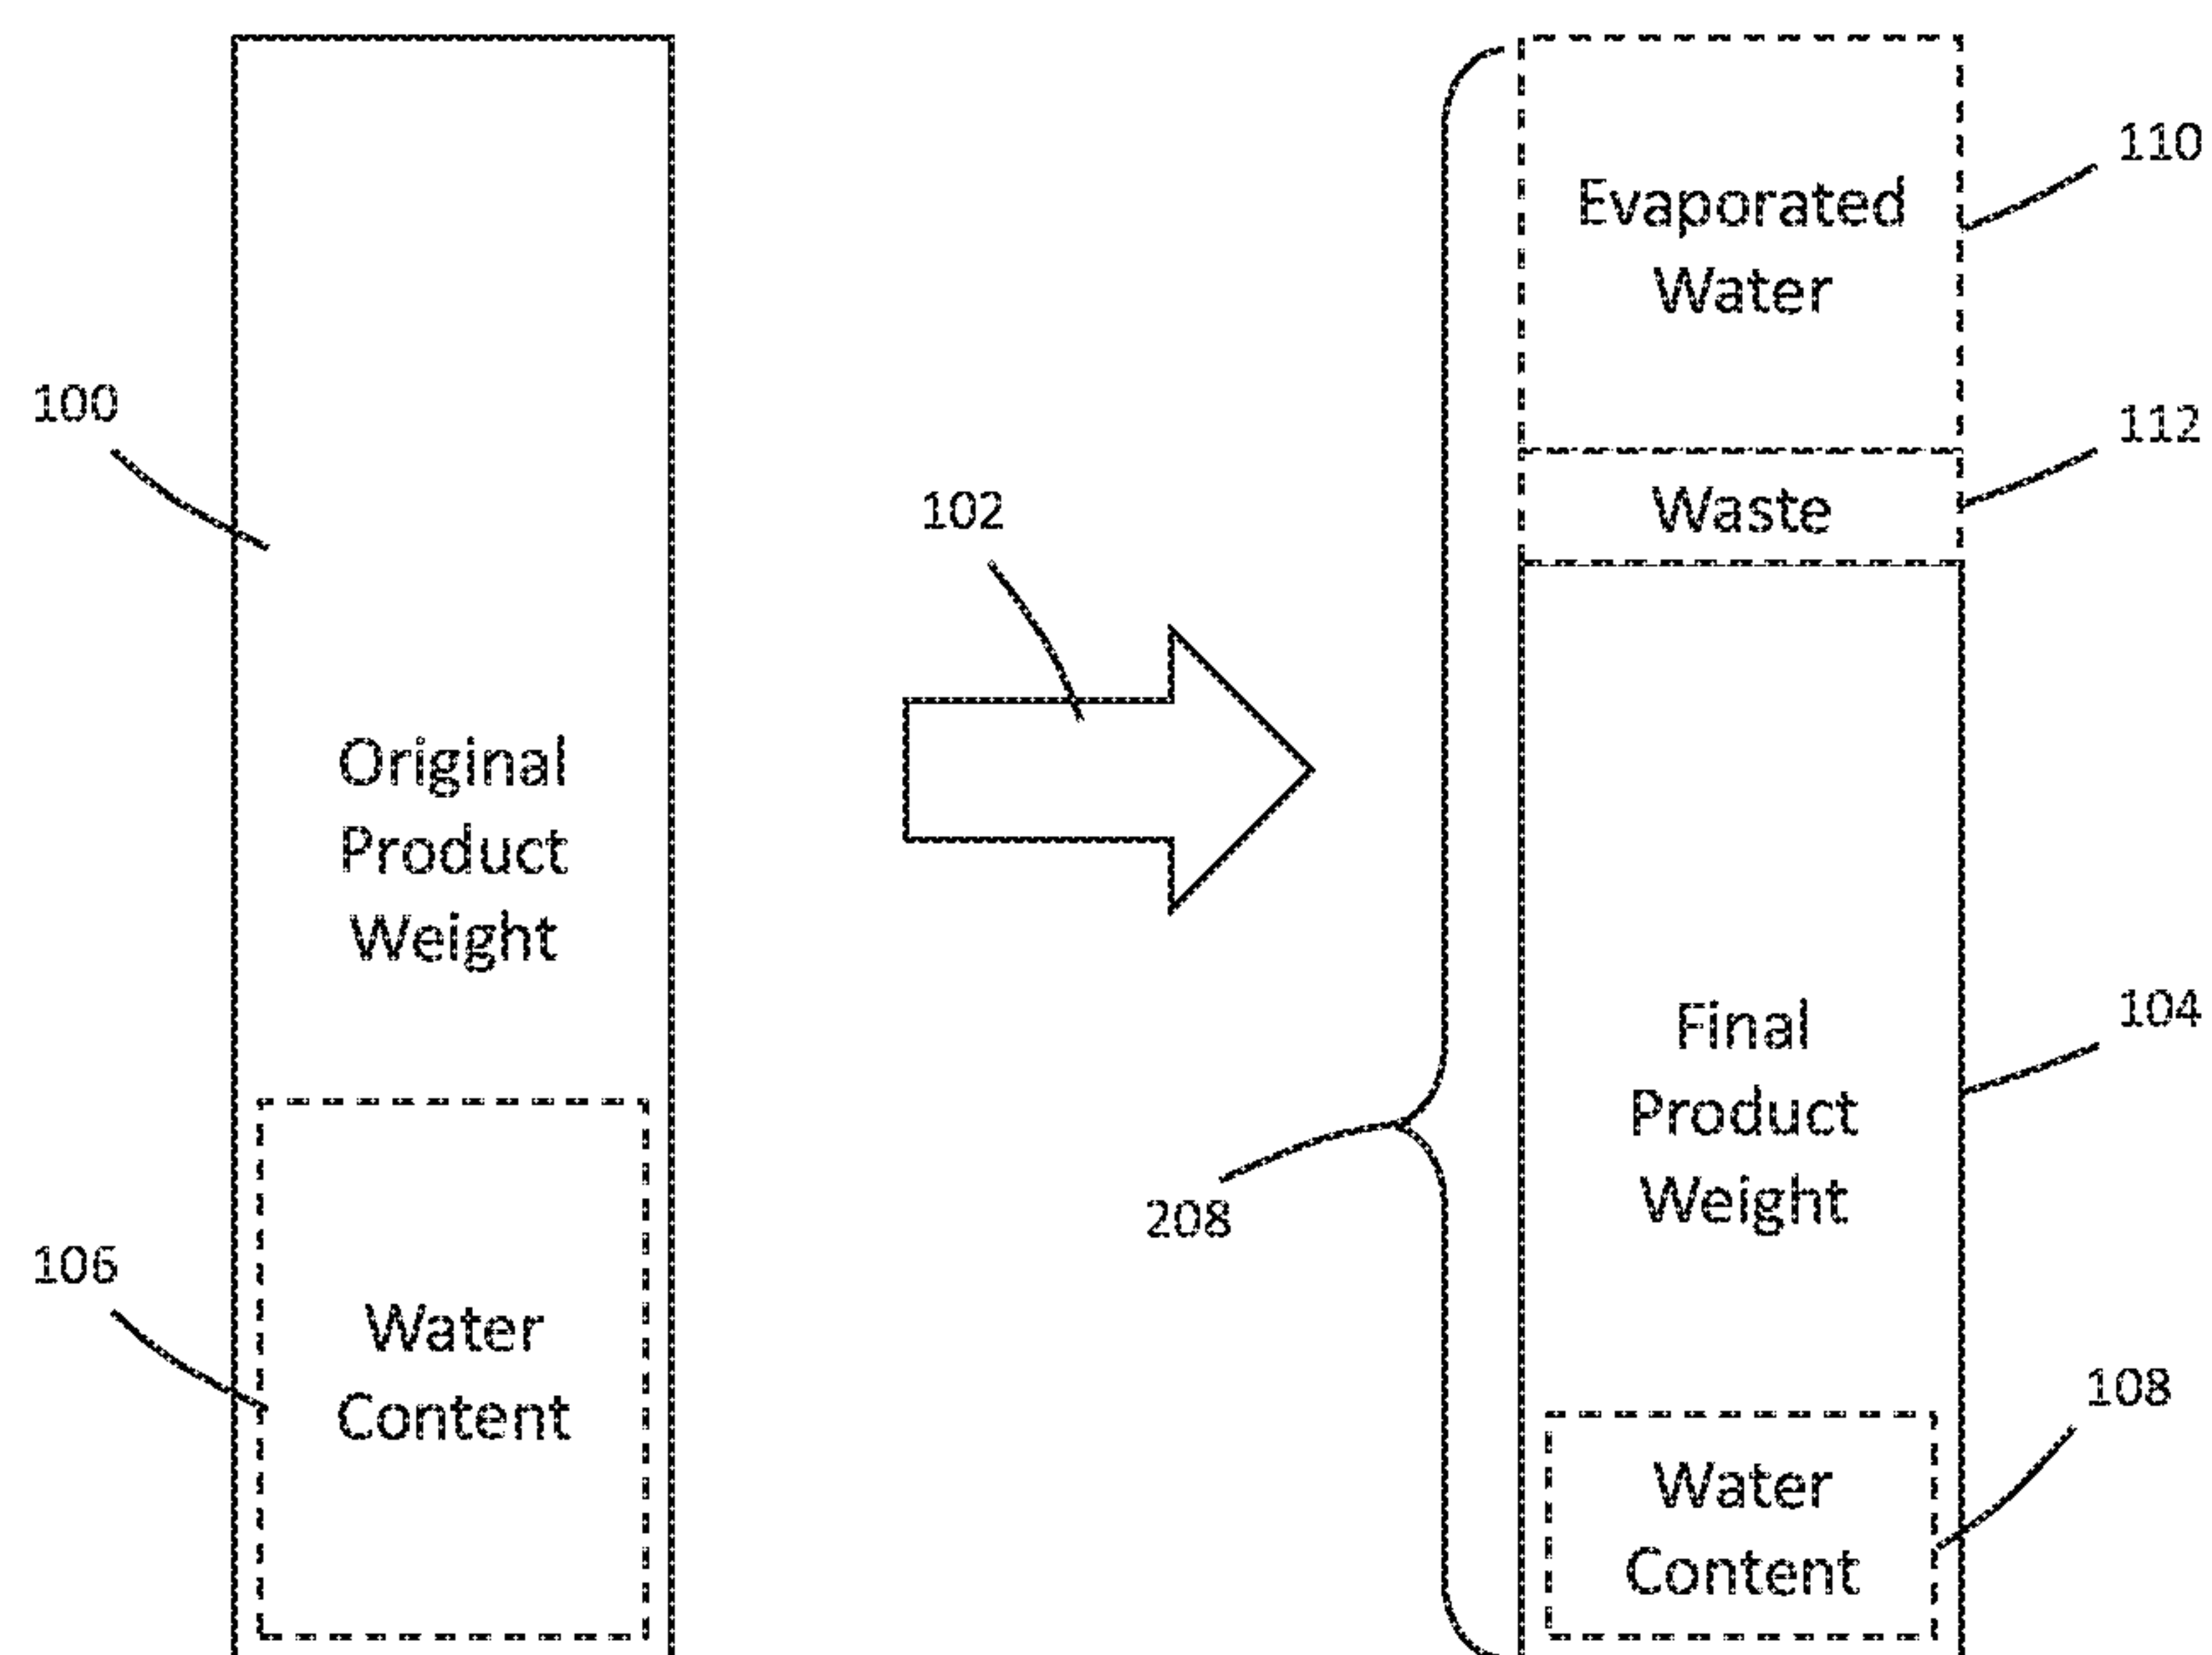 100
Original
Product
Weight
106
Water
Content
102
208
Evaporated
Water
110
Waste
112
Final
Product
Weight
104
Water
Content
108